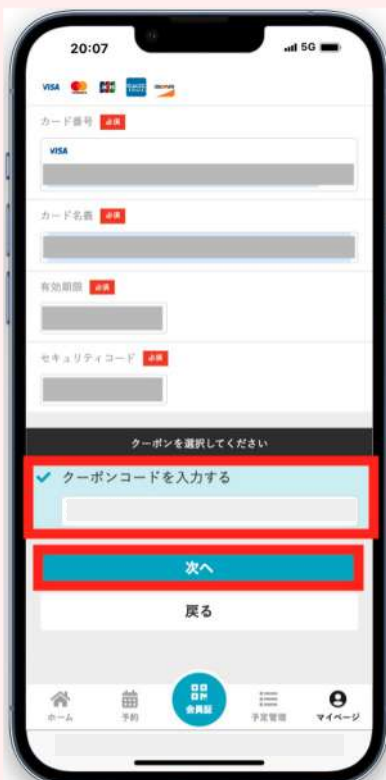 20:07
5G
VISA
カード番号 必須
VISA
カード名義 必須
有効期限 必須
セキュリティコード 必須
クーポンを選択してください
クーポンコードを入力する
次へ
戻る
ホーム
予約
会員証
予定管理
マイページ